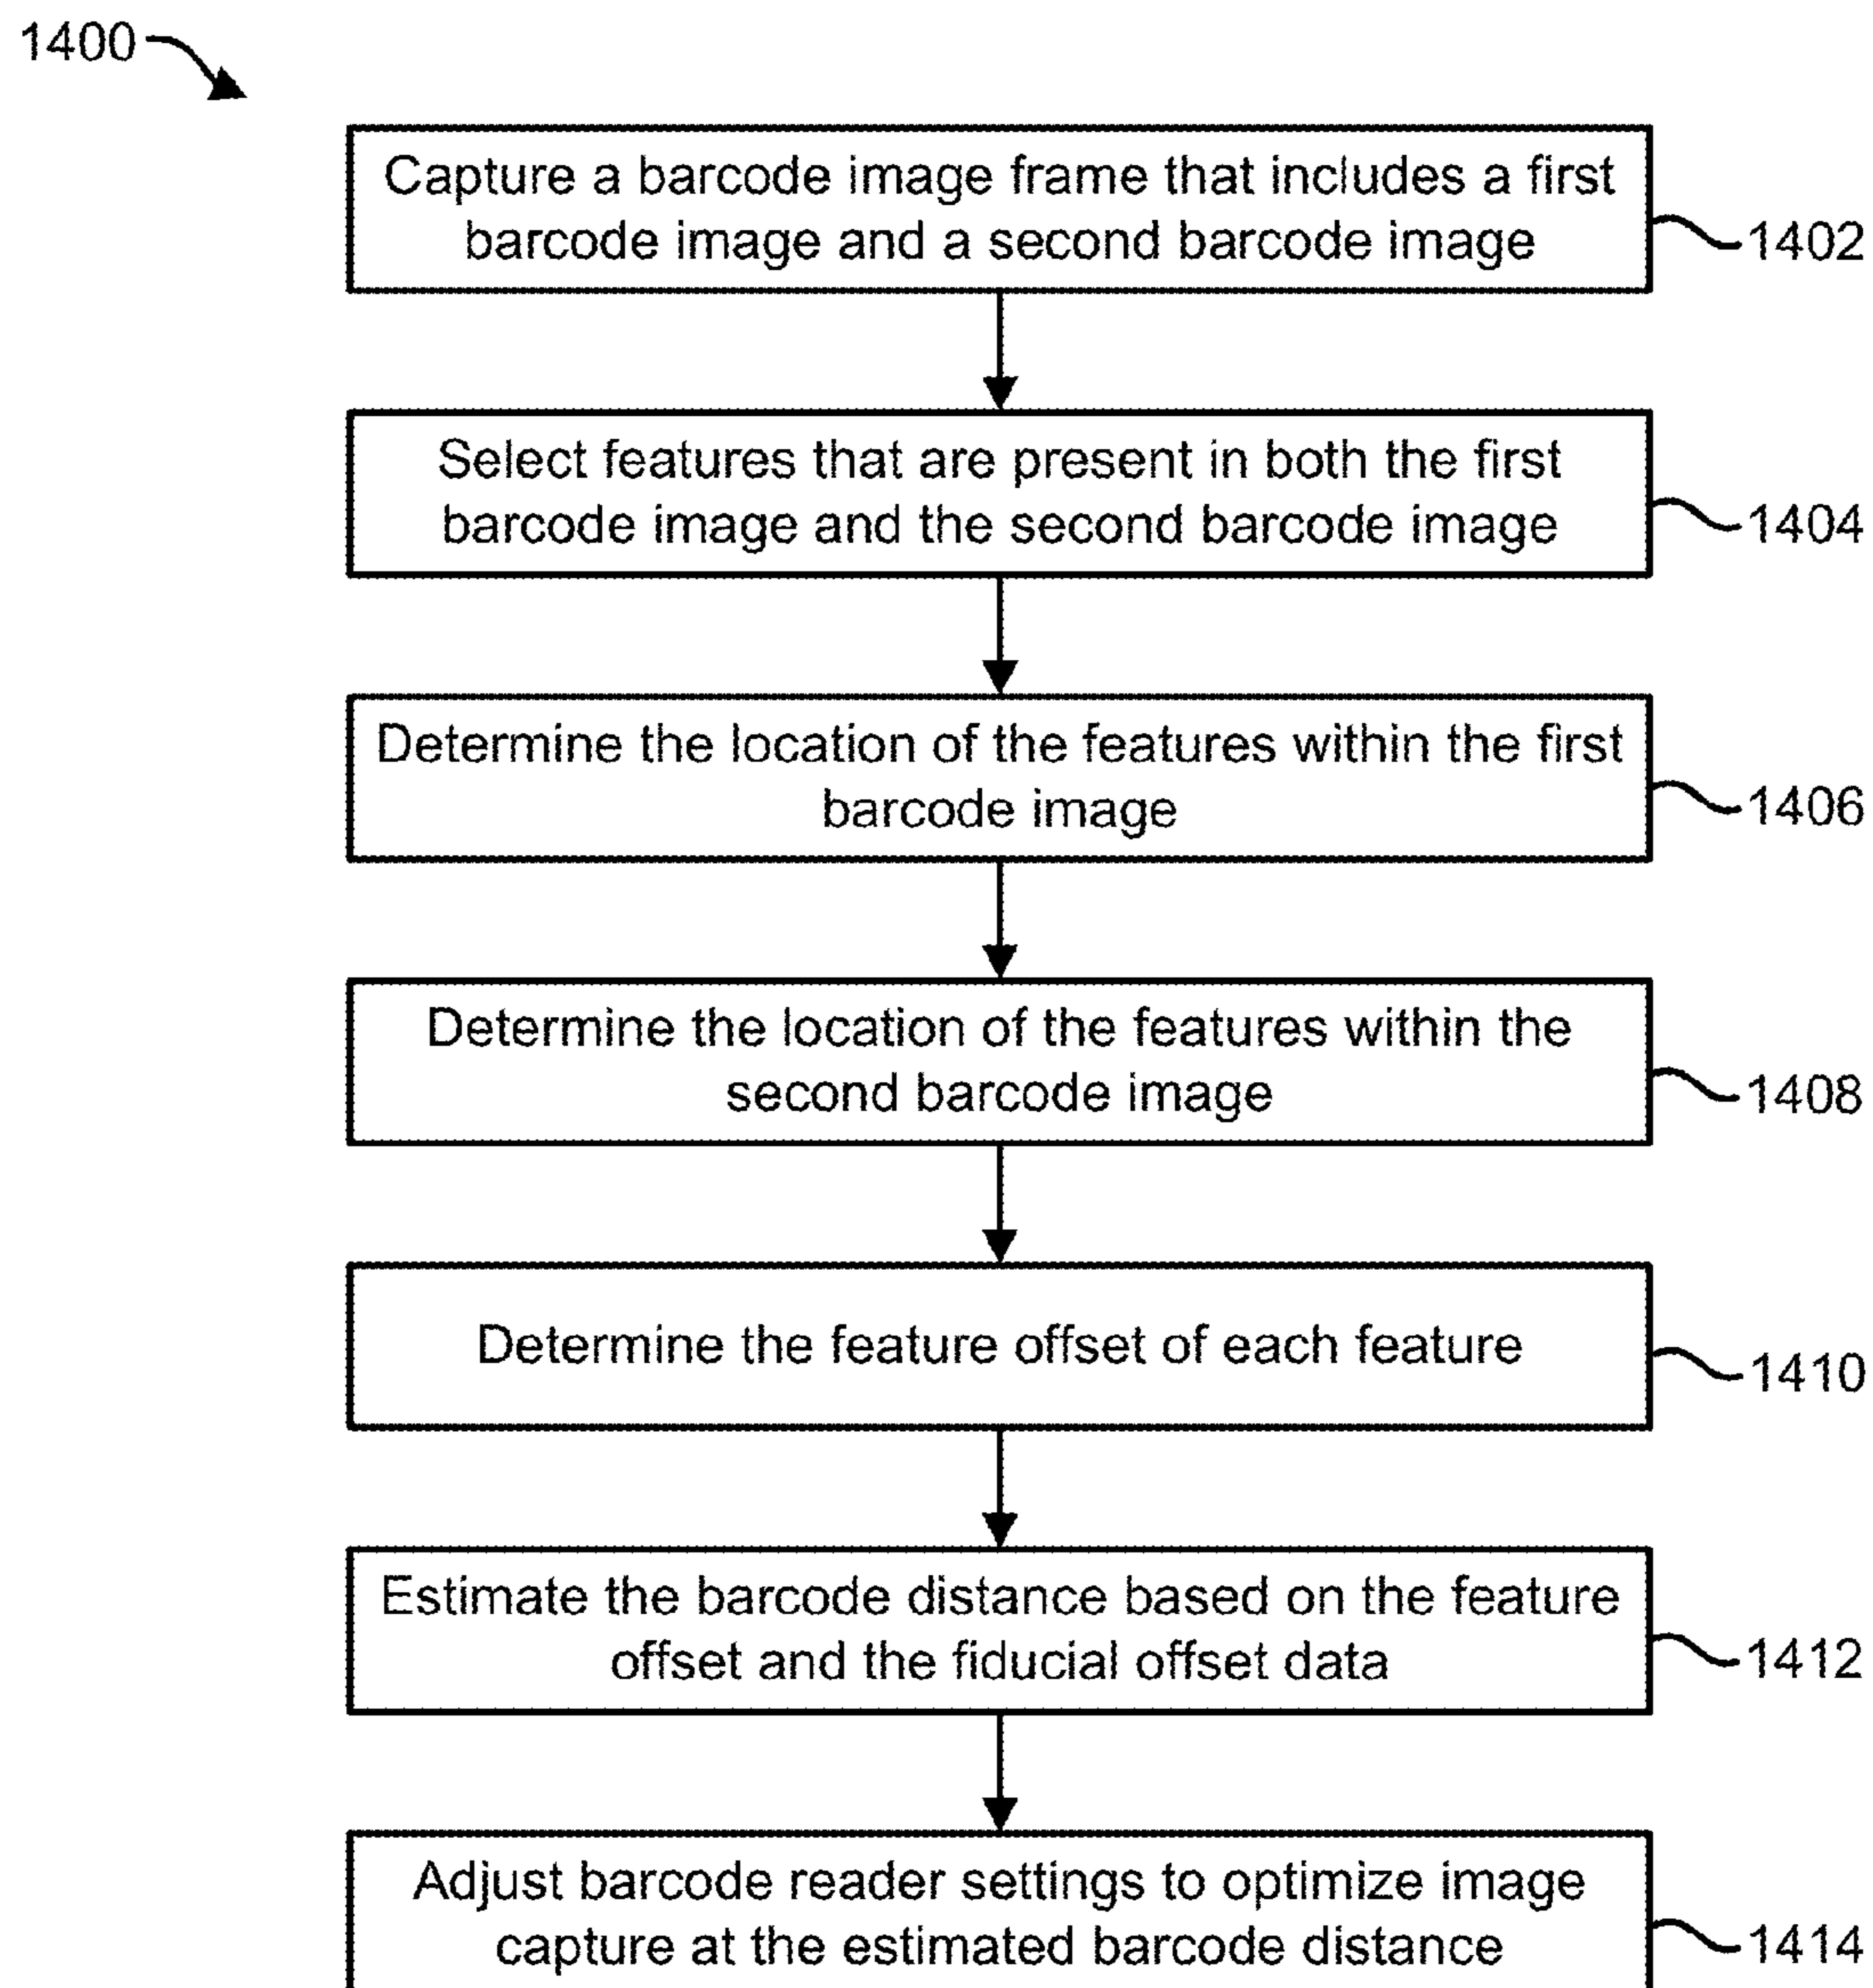 1400
Capture a barcode image frame that includes a first
barcode image and a second barcode image
1402
Select features that are present in both the first
barcode image and the second barcode image
1404
Determine the location of the features within the first
barcode image
1406
Determine the location of the features within the
second barcode image
1408
Determine the feature offset of each feature
1410
Estimate the barcode distance based on the feature
offset and the fiducial offset data
1412
Adjust barcode reader settings to optimize image
capture at the estimated barcode distance
1414